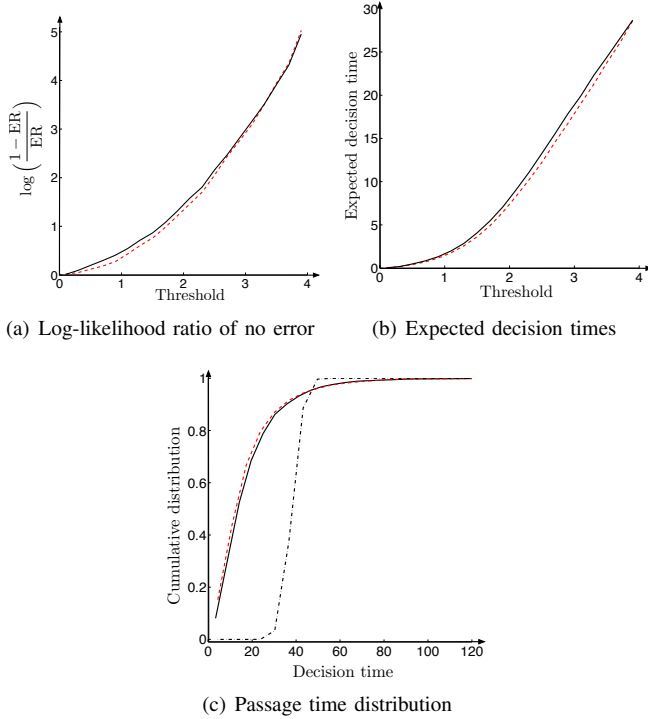 5
4
3
2
1
0
0 1 2 3 4
log (1 − ER / ER)
Threshold
(a) Log-likelihood ratio of no error
30
25
20
15
10
5
0
0 1 2 3 4
Expected decision time
Threshold
(b) Expected decision times
1
0.8
0.6
0.4
0.2
0
0 20 40 60 80 100 120
Cumulative distribution
Decision time
(c) Passage time distribution